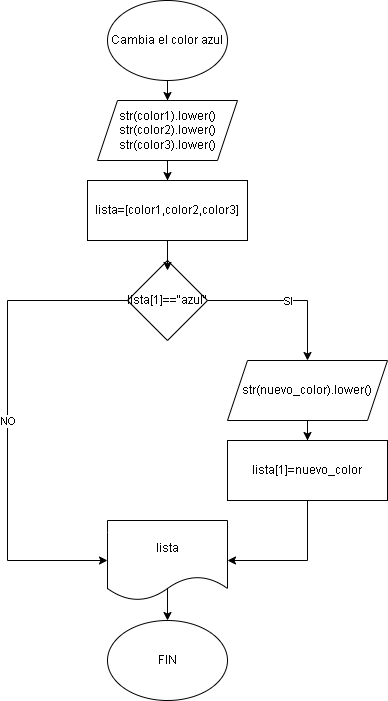 Cambia el color azul
str(color1).lower()
str(color2).lower()
str(color3).lower()
lista=[color1,color2,color3]
lista[1]=="azul"
SI
str(nuevo_color).lower()
NO
lista[1]=nuevo_color
lista
FIN